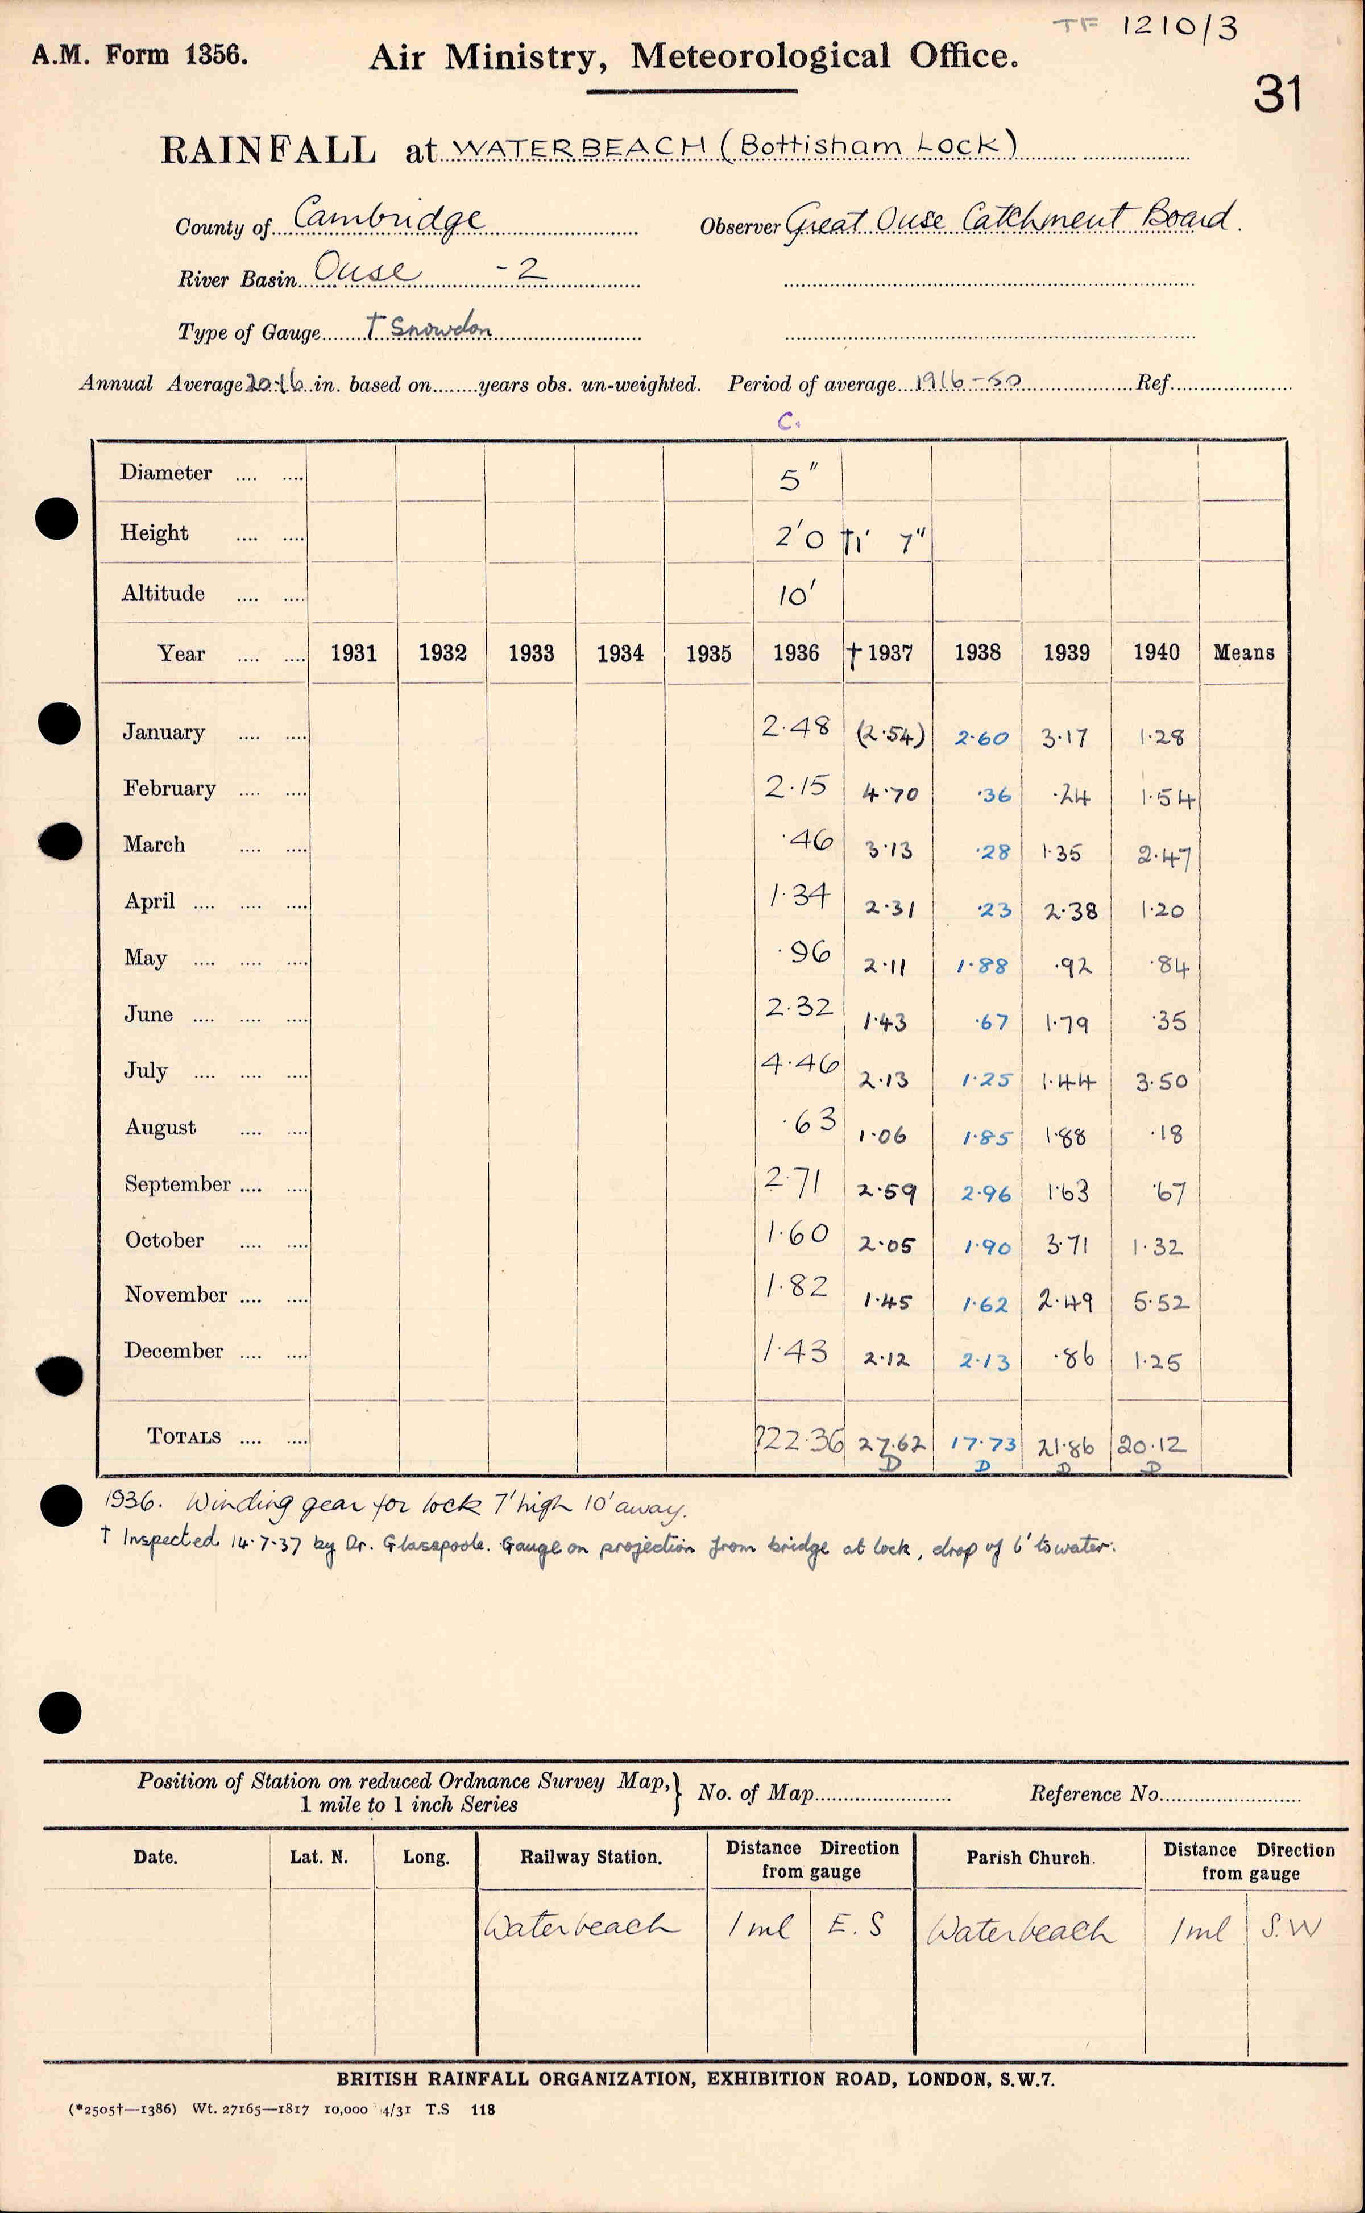 TF 1210/3
A.M. Form 1356. Air Ministry, Meteorological Office.
31
RAINFALL at WATERBEACH (Bottisham Lock)
County of Cambridge Observer Great Ouse Catchment Board.
River Basin Ouse - 2
Type of Gauge † Snowdon
Annual Average 20.16 in. based on years obs. un-weighted. Period of average 1916-50 Ref.
C.
Diameter 5"
Height 2'0 †1' 7"
Altitude 10'
Year 1931 1932 1933 1934 1935 1936 †1937 1938 1939 1940 Means
January 2.48 (2.54) 2.60 3.17 1.28
February 2.15 4.70 .36 .24 1.54
March .46 3.13 .28 1.35 2.47
April 1.34 2.31 .23 2.38 1.20
May .96 2.11 1.88 .92 .84
June 2.32 1.43 .67 1.79 .35
July 4.46 2.13 1.25 1.44 3.50
August .63 1.06 1.85 1.88 .18
September 2.71 2.59 2.96 1.63 .67
October 1.60 2.05 1.90 3.71 1.32
November 1.82 1.45 1.62 2.49 5.52
December 1.43 2.12 2.13 .86 1.25
TOTALS ?22.36 27.62 17.73 21.86 20.12
D D D D
1936. Winding gear for lock 7' high 10' away.
† Inspected 14.7.37 by Dr. Glasspoole. Gauge on projection from bridge at lock, drop of 6' to water.
Position of Station on reduced Ordnance Survey Map, } No. of Map Reference No.
1 mile to 1 inch Series
Date. Lat. N. Long. Railway Station. Distance Direction from gauge Parish Church. Distance Direction from gauge
Waterbeach 1 ml E. S Waterbeach 1 ml S.W
BRITISH RAINFALL ORGANIZATION, EXHIBITION ROAD, LONDON, S.W.7.
(*2505†—1386) Wt. 27165—1817 10,000 4/31 T.S 118